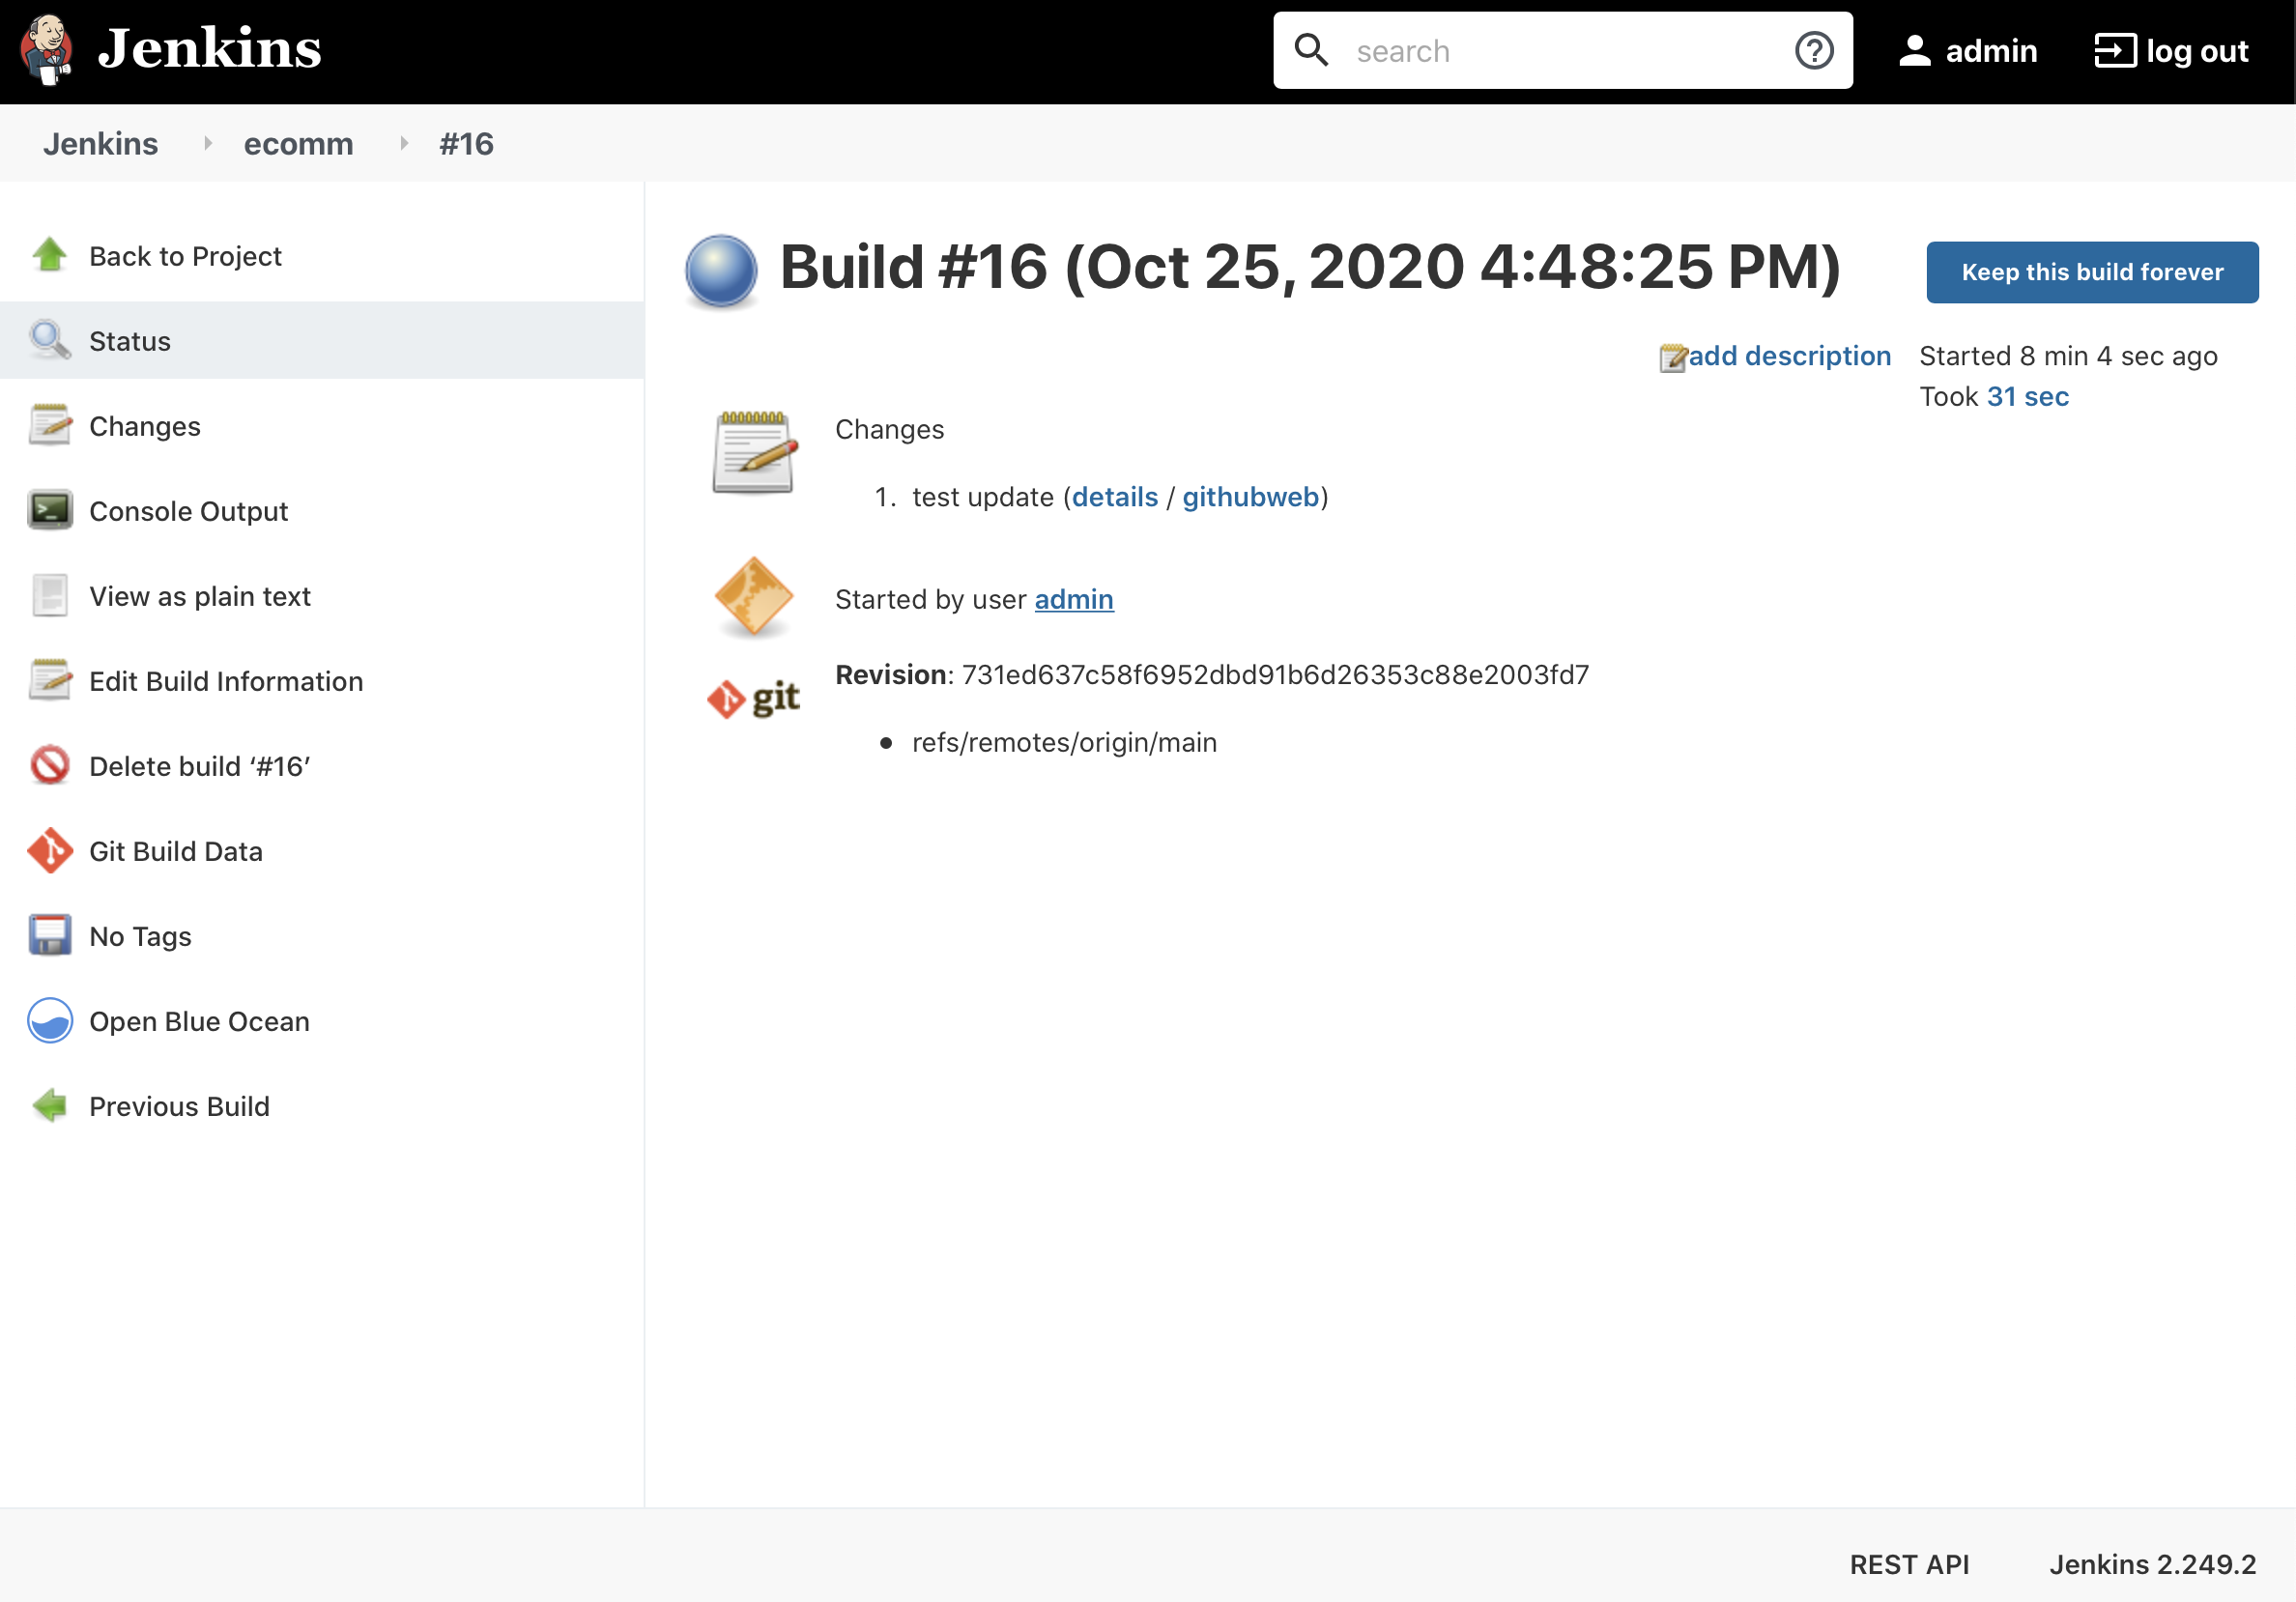 Jenkins
search
admin
log out
Jenkins
ecomm
#16
Back to Project
Status
Changes
Console Output
View as plain text
Edit Build Information
Delete build ‘#16’
Git Build Data
No Tags
Open Blue Ocean
Previous Build
Build #16 (Oct 25, 2020 4:48:25 PM)
Keep this build forever
add description
Started 8 min 4 sec ago
Took 31 sec
Changes
1. test update (details / githubweb)
Started by user admin
git
Revision: 731ed637c58f6952dbd91b6d26353c88e2003fd7
• refs/remotes/origin/main
REST API
Jenkins 2.249.2